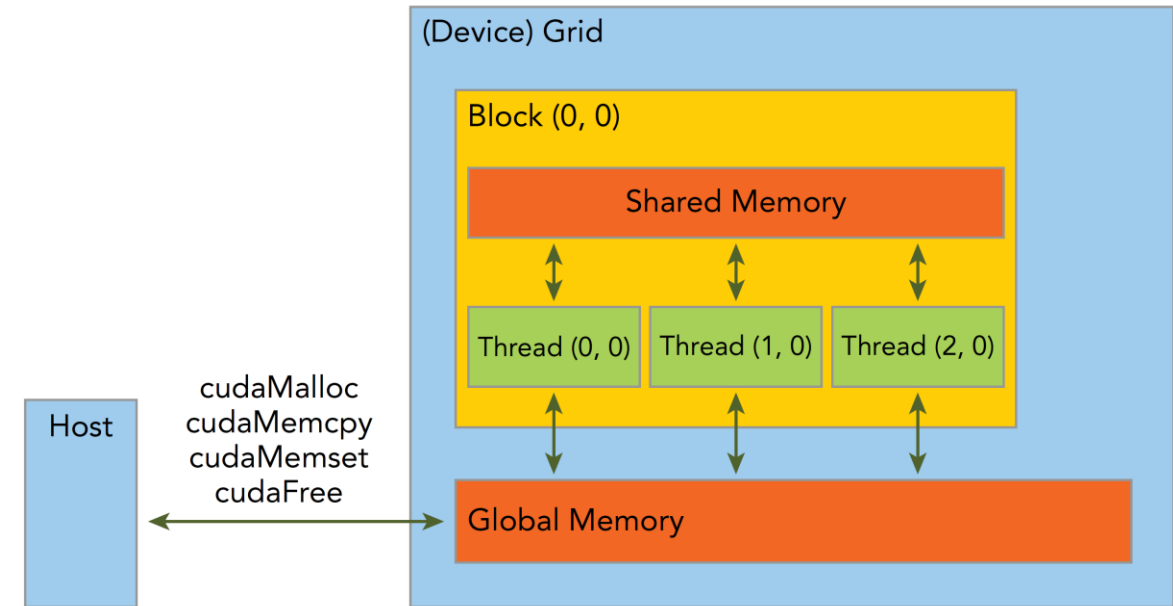 (Device) Grid
Block (0, 0)
Shared Memory
Thread (0, 0)
Thread (1, 0)
Thread (2, 0)
Host
cudaMalloc
cudaMemcpy
cudaMemset
cudaFree
Global Memory